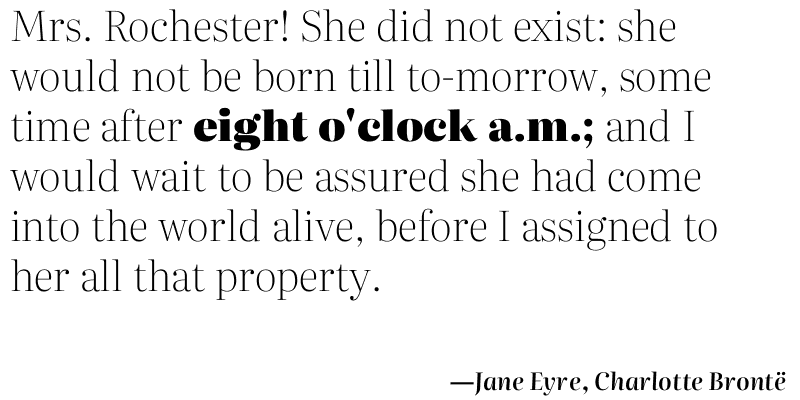 Mrs. Rochester! She did not exist: she
would not be born till to-morrow, some
time after eight o'clock a.m.; and I
would wait to be assured she had come
into the world alive, before I assigned to
her all that property.
—Jane Eyre, Charlotte Brontë